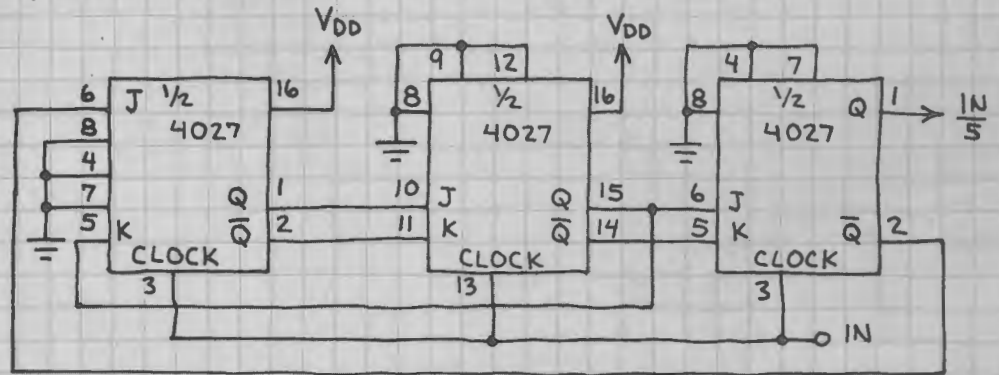 VDD
VDD
9 12
4 7
6 J 1/2 16
8 1/2 16
8 1/2 Q 1 IN/5
8 4027
4027
4027
4
7 1 10 15 6
Q J Q J
5 K Q̅ 2 11 K Q̅ 14 5 K Q̅ 2
CLOCK
CLOCK
CLOCK
3
13
3
IN